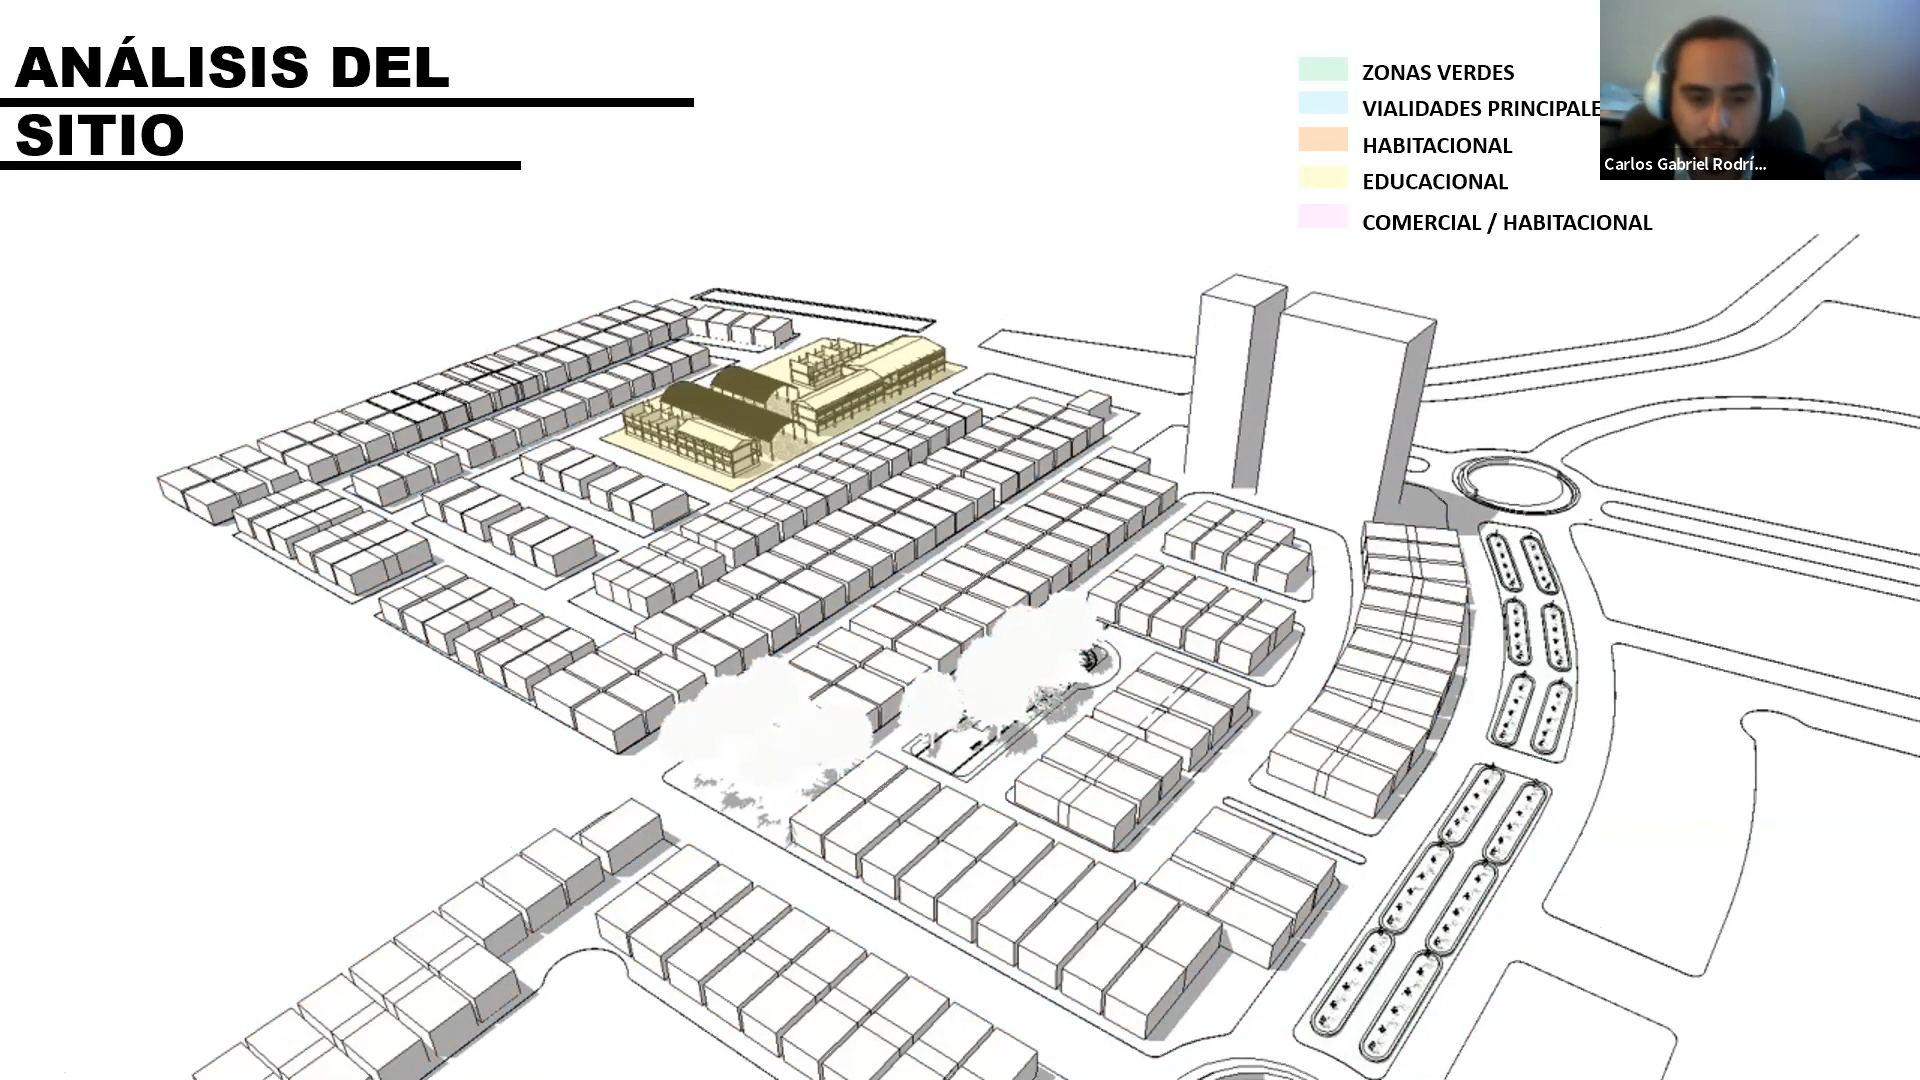 ANÁLISIS DEL
SITIO
ZONAS VERDES
VIALIDADES PRINCIPALE
HABITACIONAL
EDUCACIONAL
COMERCIAL / HABITACIONAL
Carlos Gabriel Rodrí...